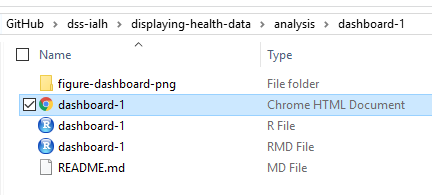 GitHub > dss-ialh > displaying-health-data > analysis > dashboard-1
Name Type
figure-dashboard-png File folder
dashboard-1 Chrome HTML Document
dashboard-1 R File
dashboard-1 RMD File
README.md MD File